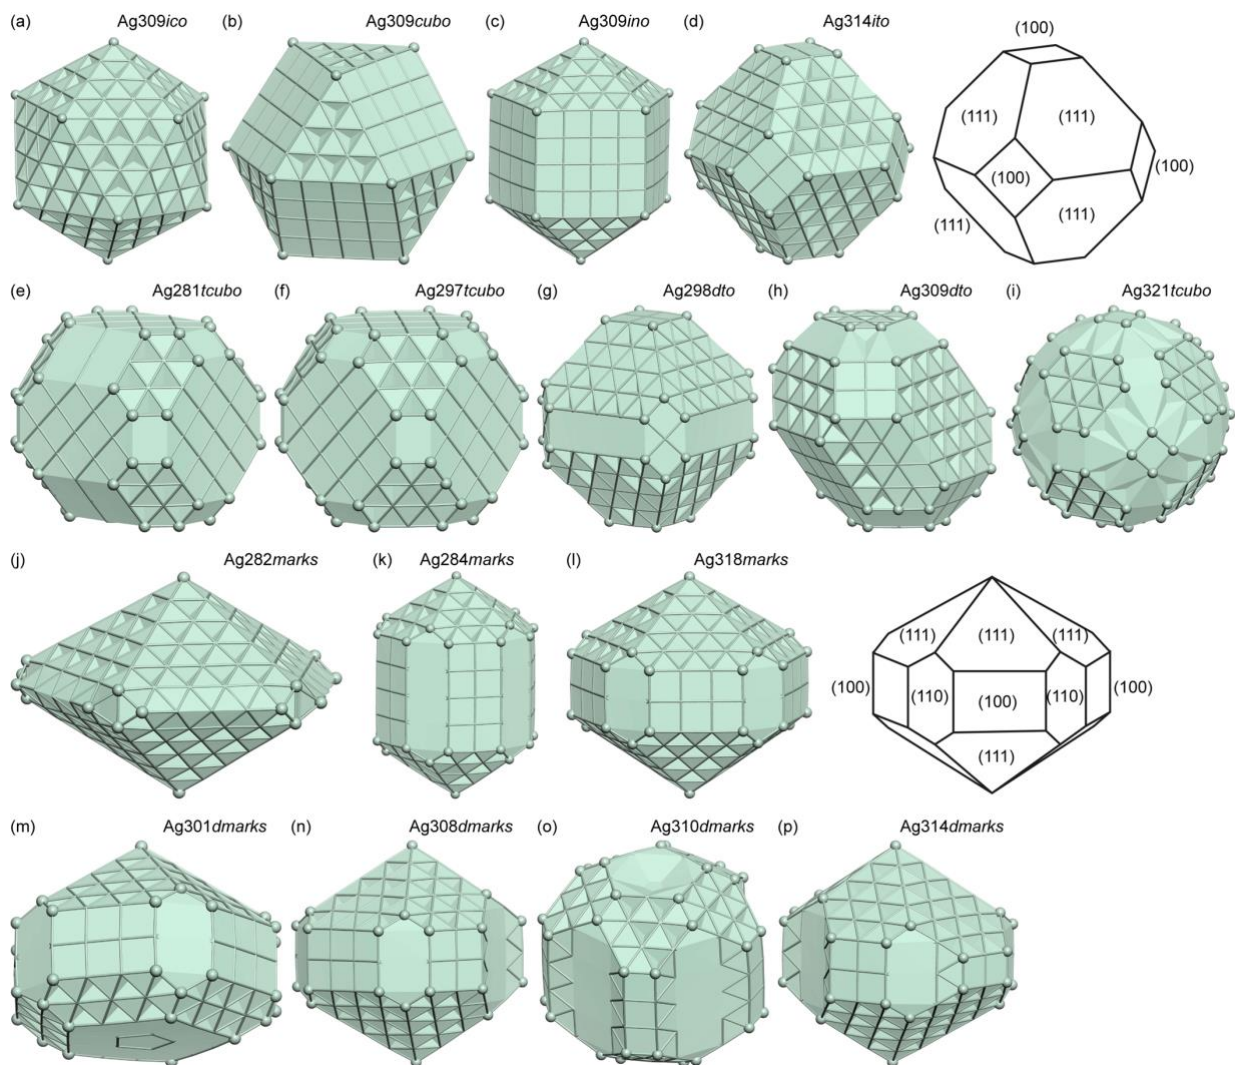 (a) Ag309ico
(b) Ag309cubo
(c) Ag309ino
(d) Ag314ito
(100)
(111)
(111)
(100)
(100)
(111)
(111)
(e) Ag281tcubo
(f) Ag297tcubo
(g) Ag298dto
(h) Ag309dto
(i) Ag321tcubo
(j) Ag282marks
(k) Ag284marks
(l) Ag318marks
(111)
(111)
(111)
(100)
(110)
(100)
(110)
(100)
(111)
(m) Ag301dmarks
(n) Ag308dmarks
(o) Ag310dmarks
(p) Ag314dmarks